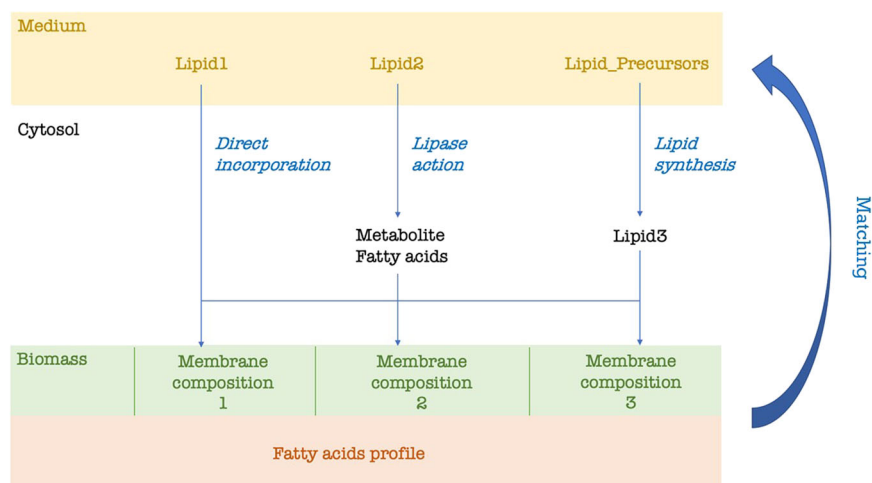 Medium
Lipid1
Lipid2
Lipid_Precursors
Cytosol
Direct
incorporation
Lipase
action
Lipid
synthesis
Metabolite
Fatty acids
Lipid3
Matching
Biomass
Membrane
composition
1
Membrane
composition
2
Membrane
composition
3
Fatty acids profile